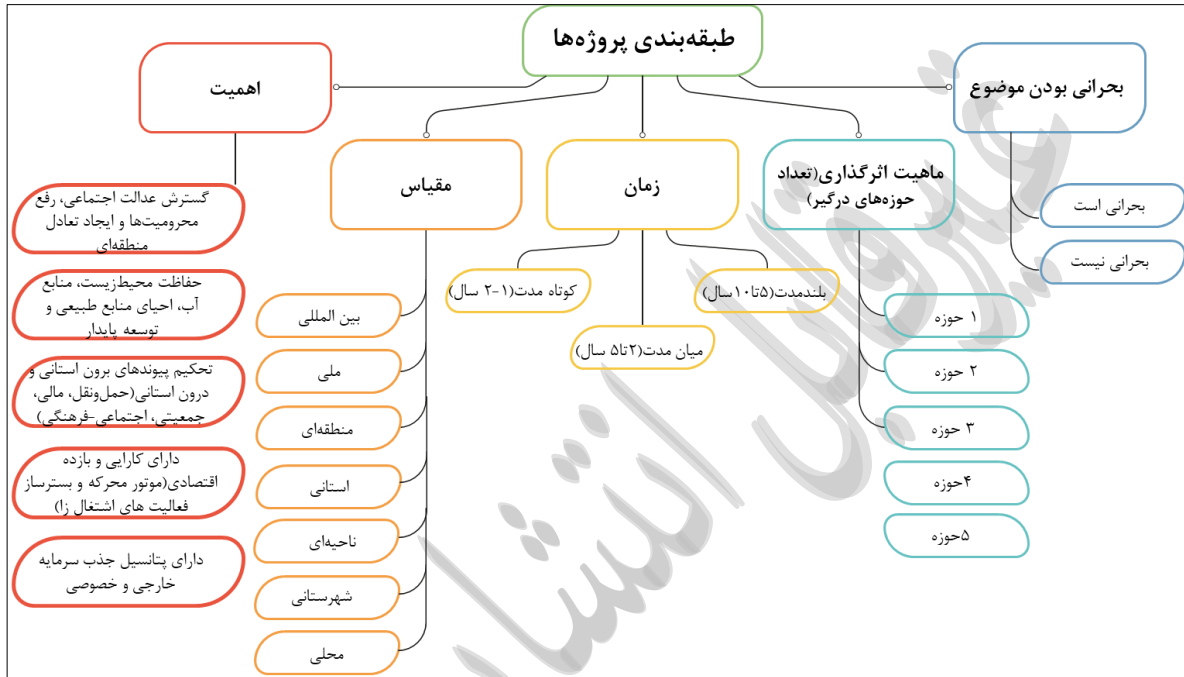 طبقه‌بندی پروژه‌ها
بحرانی بودن موضوع
بحرانی است
بحرانی نیست
ماهیت اثرگذاری(تعداد
حوزه‌های درگیر)
۱ حوزه
۲ حوزه
۳ حوزه
۴حوزه
۵حوزه
زمان
بلندمدت(۵تا۱۰سال)
میان مدت(۲تا۵ سال)
کوتاه مدت(۱-۲ سال)
مقیاس
بین المللی
ملی
منطقه‌ای
استانی
ناحیه‌ای
شهرستانی
محلی
اهمیت
گسترش عدالت اجتماعی، رفع
محرومیت‌ها و ایجاد تعادل
منطقه‌ای
حفاظت محیط‌زیست، منابع
آب، احیای منابع طبیعی و
توسعه پایدار
تحکیم پیوندهای برون استانی و
درون استانی(حمل‌ونقل، مالی،
جمعیتی، اجتماعی-فرهنگی)
دارای کارایی و بازده
اقتصادی(موتور محرکه و بسترساز
فعالیت های اشتغال زا)
دارای پتانسیل جذب سرمایه
خارجی و خصوصی
غیرقابل انتشار